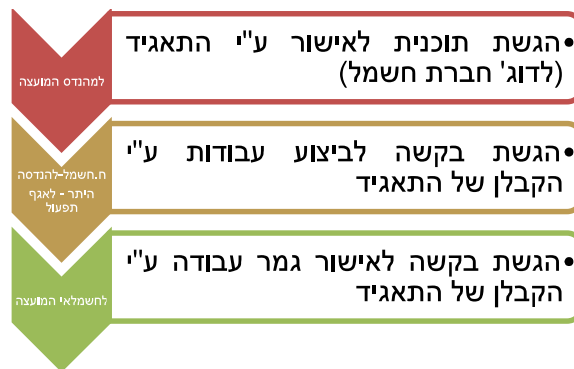 למהנדס המועצה
•הגשת תוכנית לאישור ע"י התאגיד
(לדוג' חברת חשמל)
ח.חשמל-להנדסה
היתר - לאגף
תפעול
•הגשת בקשה לביצוע עבודות ע"י
הקבלן של התאגיד
לחשמלאי המועצה
•הגשת בקשה לאישור גמר עבודה ע"י
הקבלן של התאגיד